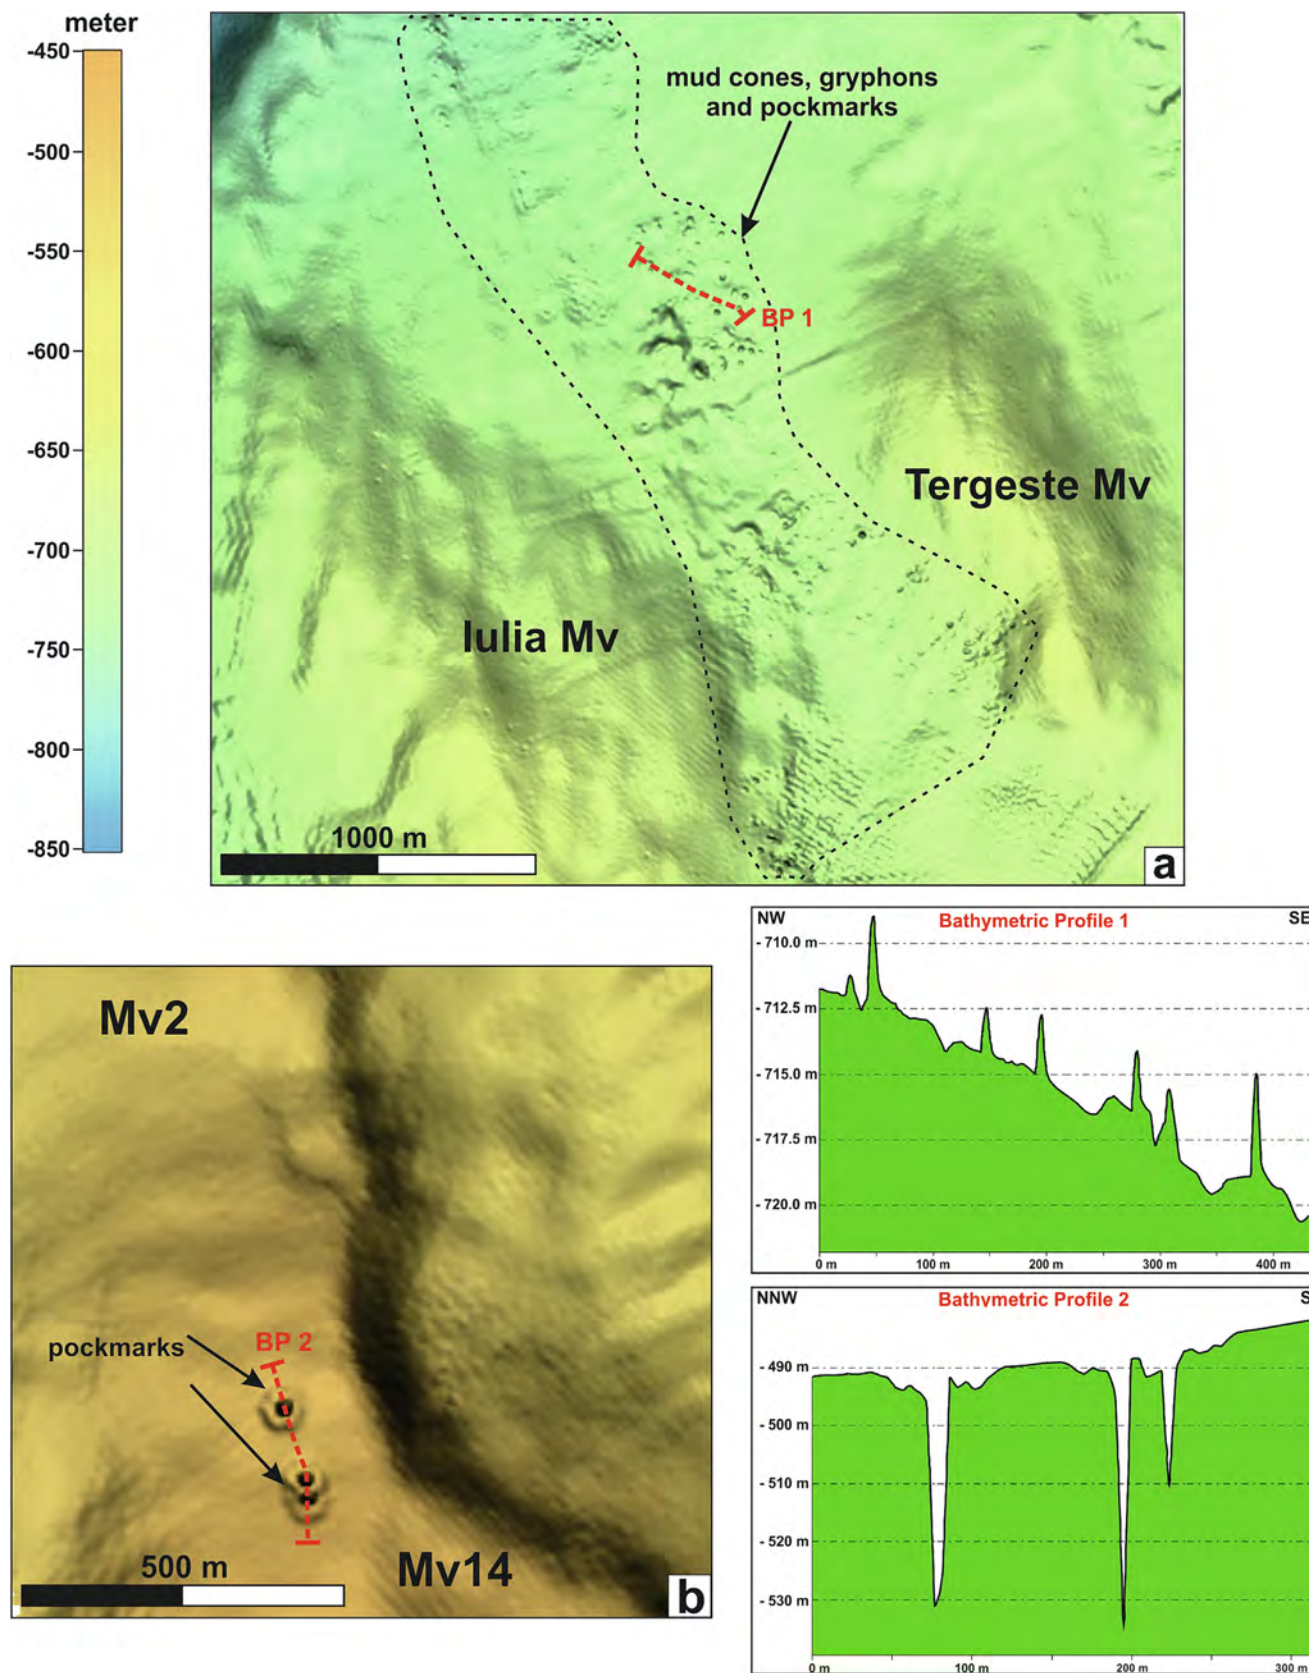 meter
-450
-500
-550
-600
-650
-700
-750
-800
-850
mud cones, gryphons
and pockmarks
BP 1
Tergeste Mv
Iulia Mv
1000 m
a
Mv2
BP 2
pockmarks
Mv14
500 m
b
NW
Bathymetric Profile 1
SE
- 710.0 m
- 712.5 m
- 715.0 m
- 717.5 m
- 720.0 m
0 m
100 m
200 m
300 m
400 m
NNW
Bathymetric Profile 2
S
- 490 m
- 500 m
- 510 m
- 520 m
- 530 m
0 m
100 m
200 m
300 m